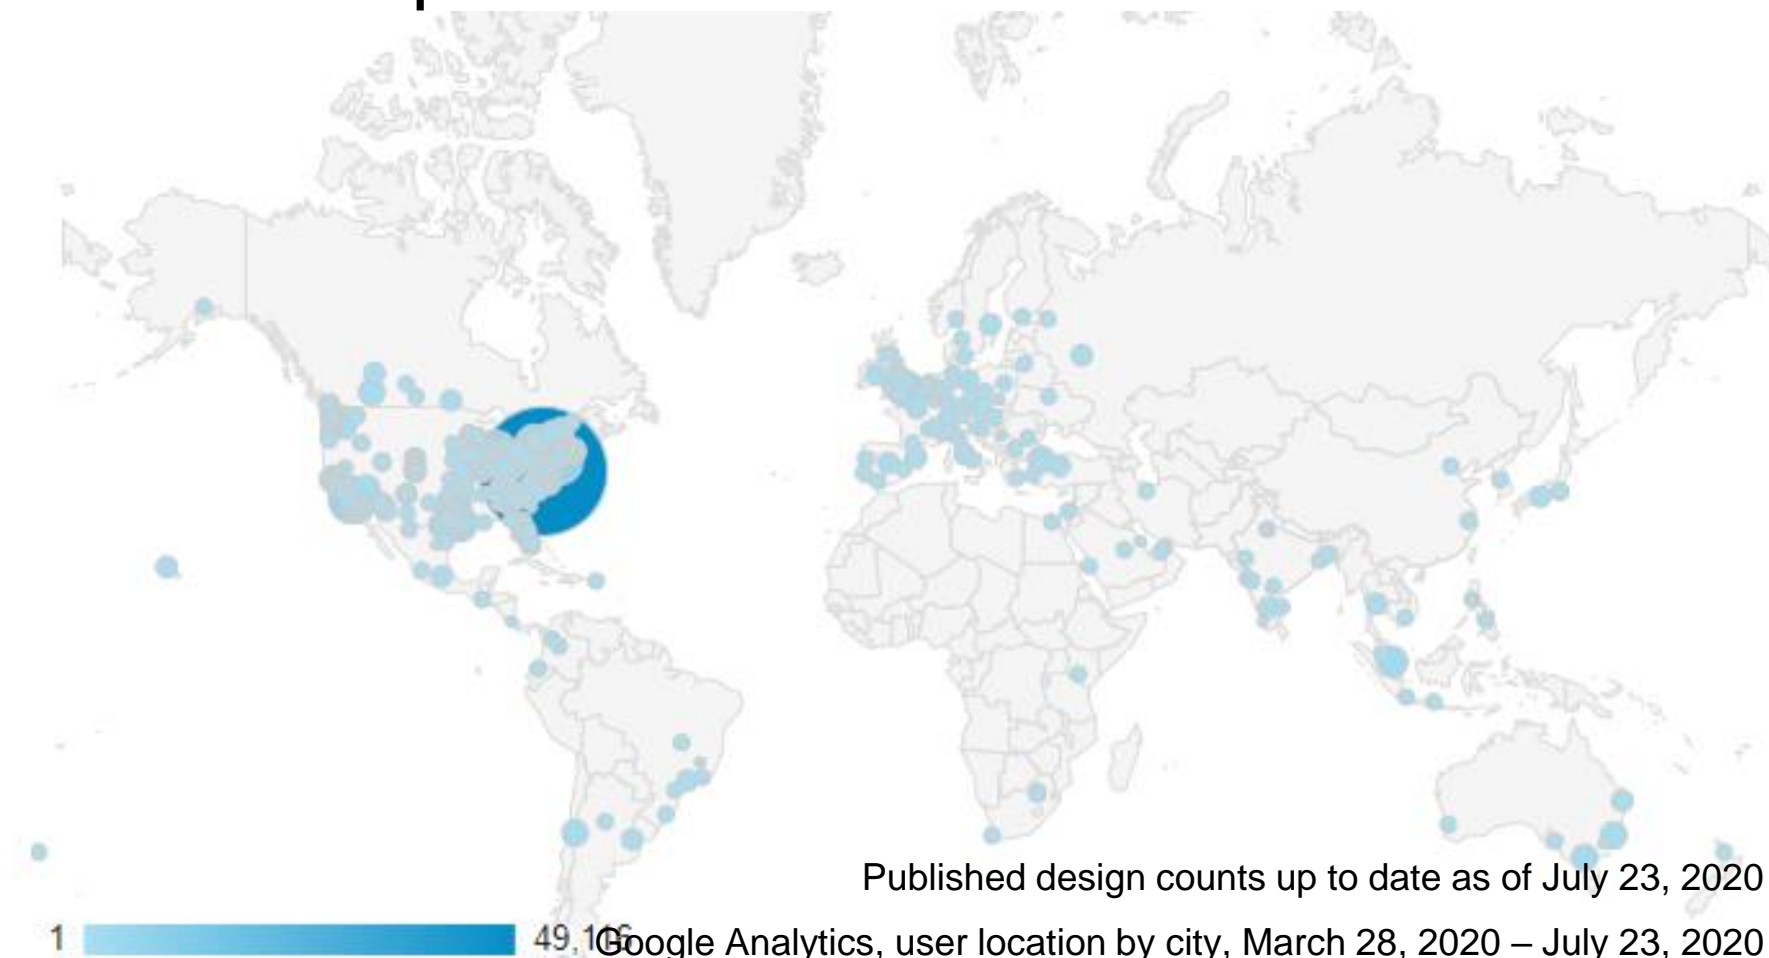 Published design counts up to date as of July 23, 2020
1
Google Analytics, user location by city, March 28, 2020 – July 23, 2020